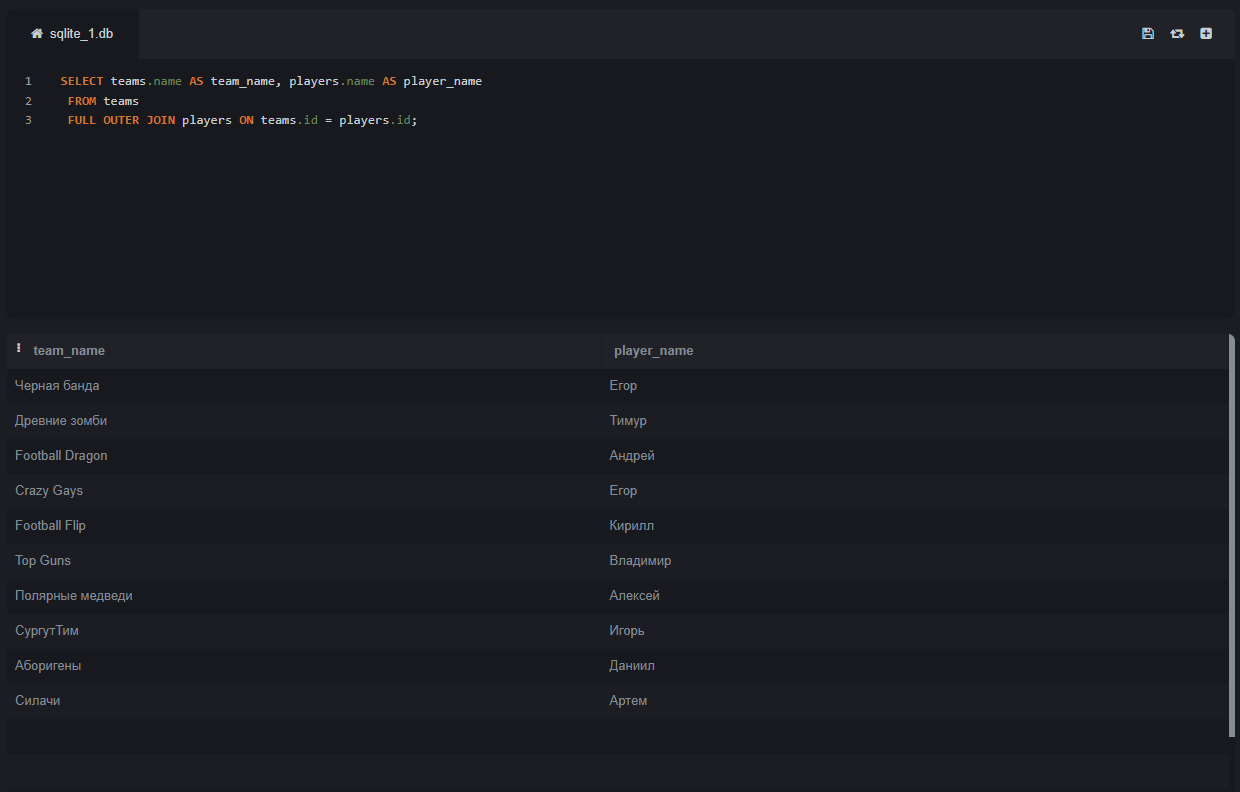 sqlite_1.db
1 SELECT teams.name AS team_name, players.name AS player_name
2 FROM teams
3 FULL OUTER JOIN players ON teams.id = players.id;
team_name player_name
Черная банда Егор
Древние зомби Тимур
Football Dragon Андрей
Crazy Gays Егор
Football Flip Кирилл
Top Guns Владимир
Полярные медведи Алексей
СургутТим Игорь
Аборигены Даниил
Силачи Артем